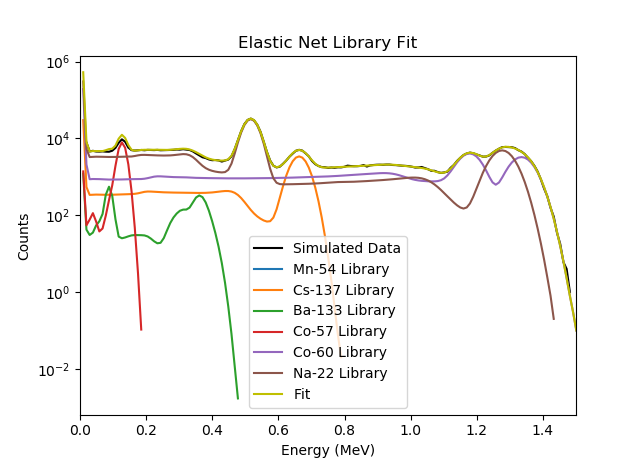 Elastic Net Library Fit
10^6
10^4
10^2
10^0
10^-2
Counts
Simulated Data
Mn-54 Library
Cs-137 Library
Ba-133 Library
Co-57 Library
Co-60 Library
Na-22 Library
Fit
0.0 0.2 0.4 0.6 0.8 1.0 1.2 1.4
Energy (MeV)